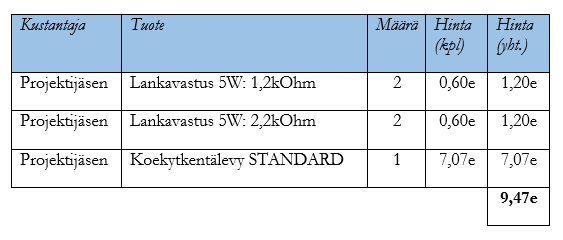 Kustantaja Tuote Määrä Hinta Hinta
(kpl) (yht.)
Projektijäsen Lankavastus 5W: 1,2kOhm 2 0,60e 1,20e
Projektijäsen Lankavastus 5W: 2,2kOhm 2 0,60e 1,20e
Projektijäsen Koekytkentälevy STANDARD 1 7,07e 7,07e
9,47e